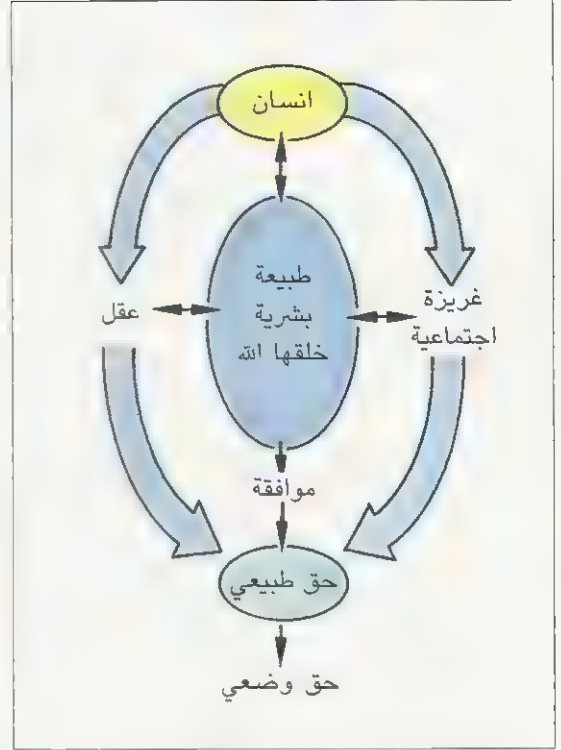 انسان
طبيعة
بشرية
خلقها الله
غريزة
اجتماعية
عقل
موافقة
حق طبيعي
حق وضعي